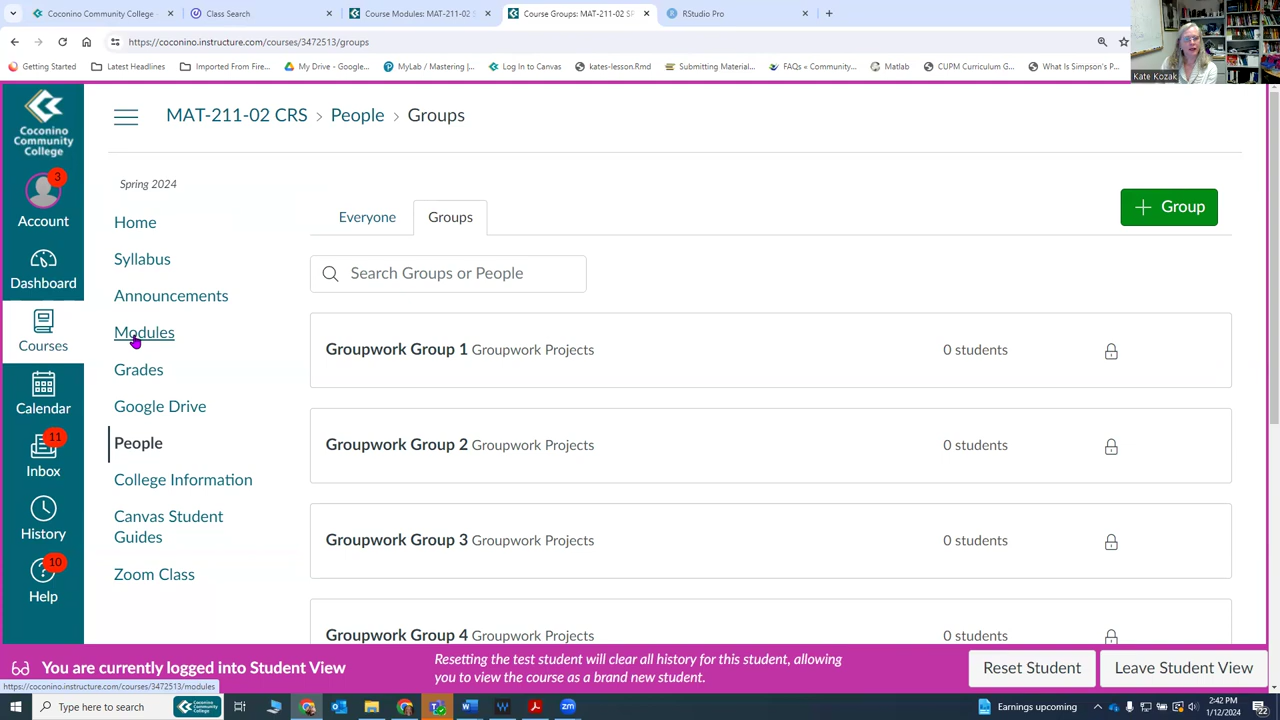 Coconino Community College -
Class Search
Course Modules: MAT-211-02 S
Course Groups: MAT-211-02 SP
RStudio Pro
https://coconino.instructure.com/courses/3472513/groups
Getting Started
Latest Headlines
Imported From Fire...
My Drive - Google...
MyLab / Mastering |...
Log In to Canvas
kates-lesson.Rmd
Submitting Material...
FAQs « Community...
Matlab
CUPM Curriculum G...
What Is Simpson's P...
Kate Kozak
Coconino
Community
College
3
Account
Dashboard
Courses
Calendar
11
Inbox
History
10
Help
MAT-211-02 CRS > People > Groups
Spring 2024
Home
Syllabus
Announcements
Modules
Grades
Google Drive
People
College Information
Canvas Student
Guides
Zoom Class
Everyone
Groups
+ Group
Search Groups or People
Groupwork Group 1 Groupwork Projects 0 students
Groupwork Group 2 Groupwork Projects 0 students
Groupwork Group 3 Groupwork Projects 0 students
Groupwork Group 4 Groupwork Projects 0 students
You are currently logged into Student View
Resetting the test student will clear all history for this student, allowing
you to view the course as a brand new student.
Reset Student
Leave Student View
https://coconino.instructure.com/courses/3472513/modules
Type here to search
Coconino Community College
Earnings upcoming
2:42 PM
1/12/2024
22